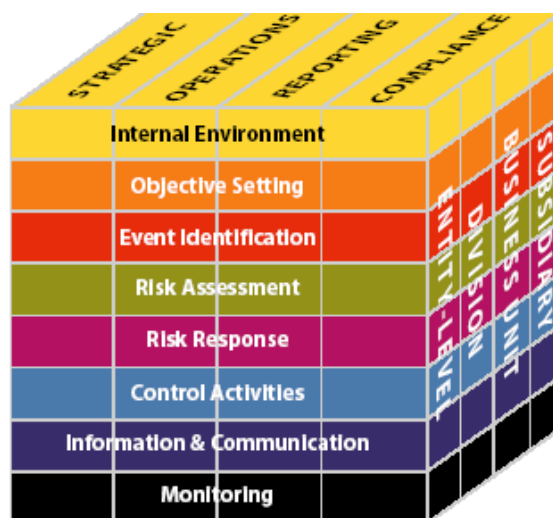 STRATEGIC
OPERATIONS
REPORTING
COMPLIANCE
Internal Environment
Objective Setting
Event Identification
Risk Assessment
Risk Response
Control Activities
Information & Communication
Monitoring
ENTITY-LEVEL
DIVISION
BUSINESS UNIT
SUBSIDIARY